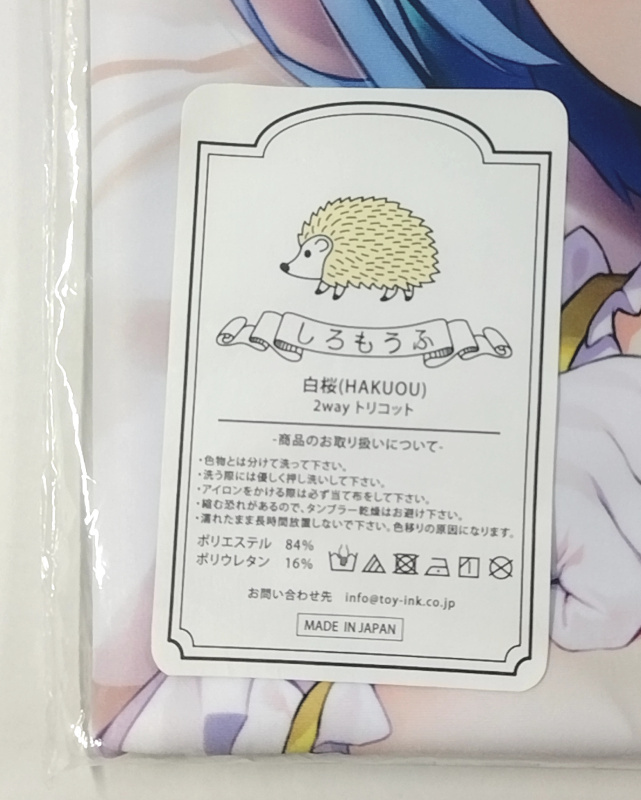 しろもうふ
白桜(HAKUOU)
2way トリコット
-商品のお取り扱いについて-
・色物とは分けて洗って下さい。
・洗う際には優しく押し洗いして下さい。
・アイロンをかける際は必ず当て布をして下さい。
・縮む恐れがあるので、タンブラー乾燥はお避け下さい。
・濡れたまま長時間放置しないで下さい。色移りの原因になります。
ポリエステル 84%
ポリウレタン 16%
お問い合わせ先 info@toy-ink.co.jp
MADE IN JAPAN